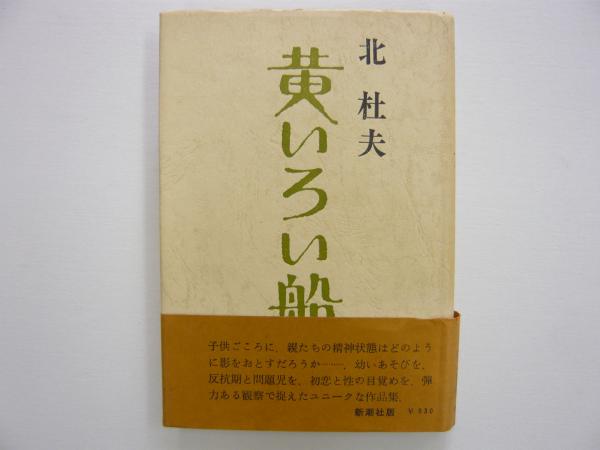 北 杜夫
黄いろい船
子供ごころに、親たちの精神状態はどのよう
に影をおとすだろうか………、幼いあそびを、
反抗期と問題児を、初恋と性の目覚めを、弾
力ある観察で捉えたユニークな作品集。
新潮社版 ¥ 530